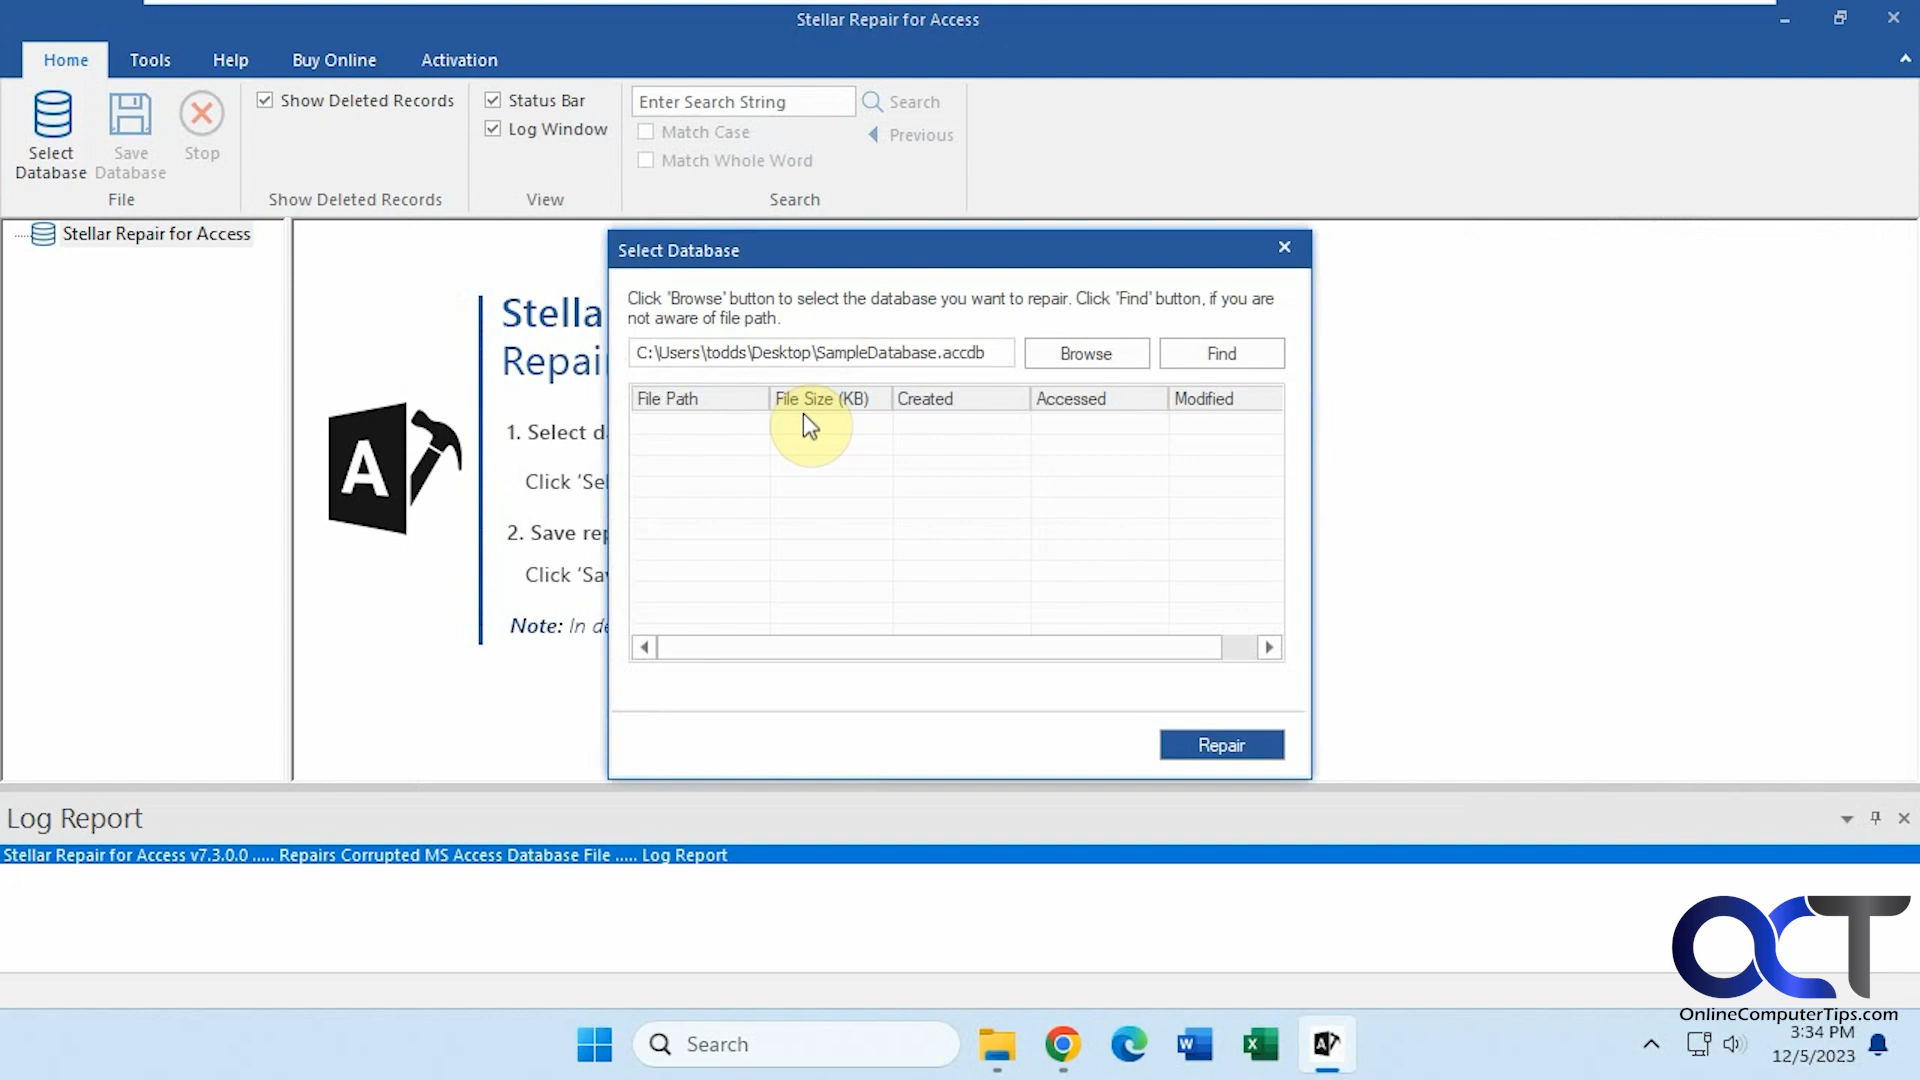 Stellar Repair for Access
Home Tools Help Buy Online Activation
Select Database
Save Database
Stop
File
Show Deleted Records
Show Deleted Records
Status Bar
Log Window
View
Enter Search String
Search
Match Case
Previous
Match Whole Word
Search
Stellar Repair for Access
Stella
Repai
1. Select d
Click 'Sel
2. Save rep
Click 'Sav
Note: In de
A
Select Database
Click 'Browse' button to select the database you want to repair. Click 'Find' button, if you are
not aware of file path.
C:\Users\todds\Desktop\SampleDatabase.accdb
Browse
Find
File Path File Size (KB) Created Accessed Modified
Repair
Log Report
Stellar Repair for Access v7.3.0.0 ..... Repairs Corrupted MS Access Database File ..... Log Report
OCT
OnlineComputerTips.com
Search
W
X
A
3:34 PM
12/5/2023